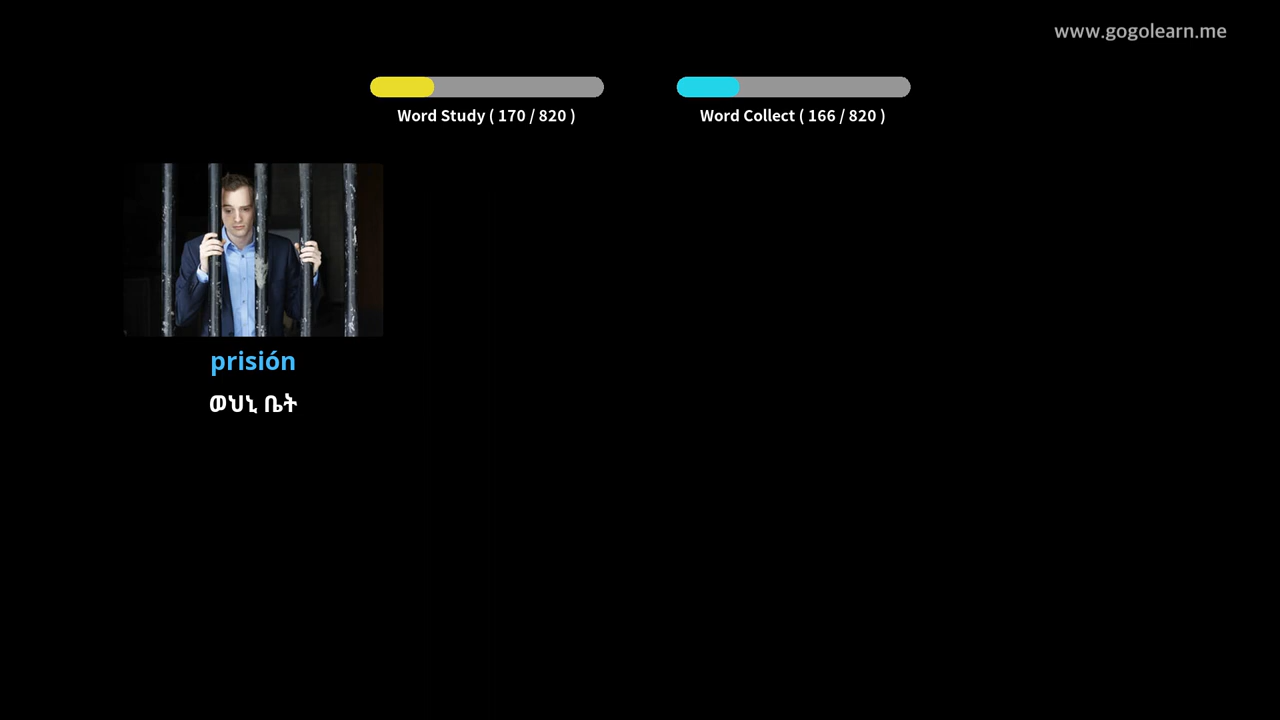 www.gogolearn.me
Word Study ( 170 / 820 )
Word Collect ( 166 / 820 )
prisión
ወህኒ ቤት